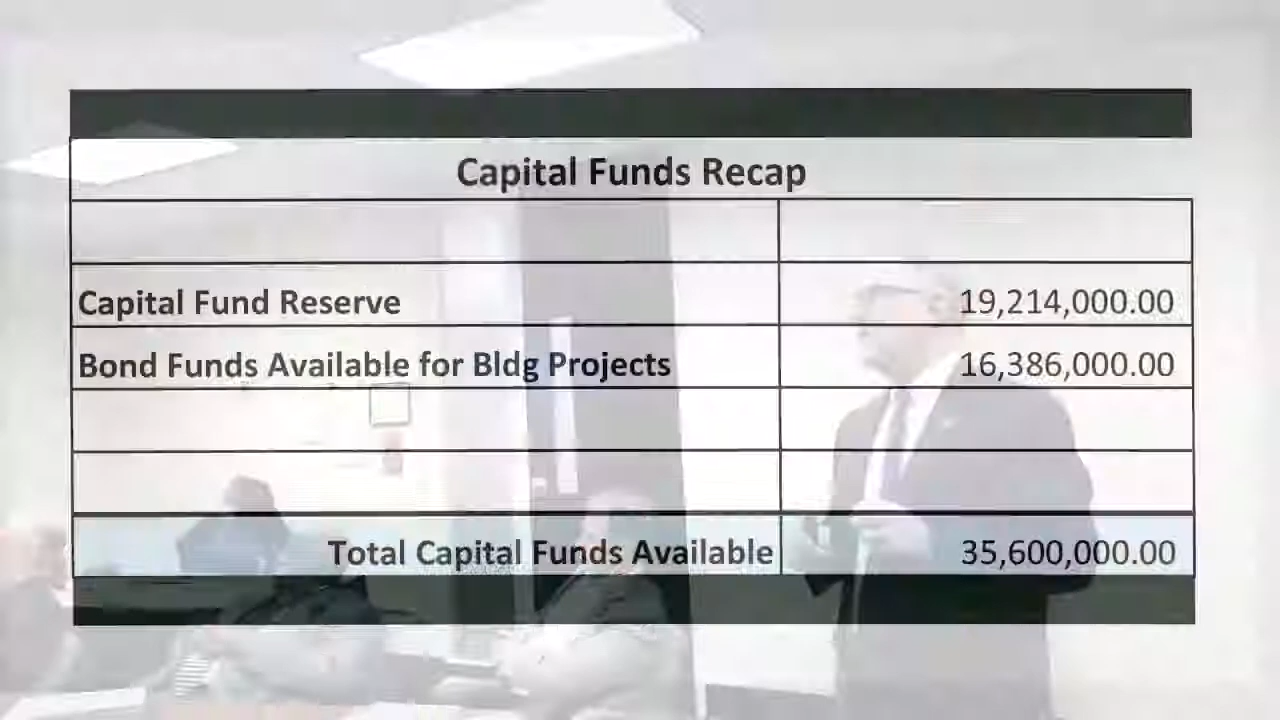 Capital Funds Recap
Capital Fund Reserve 19,214,000.00
Bond Funds Available for Bldg Projects 16,386,000.00
Total Capital Funds Available 35,600,000.00